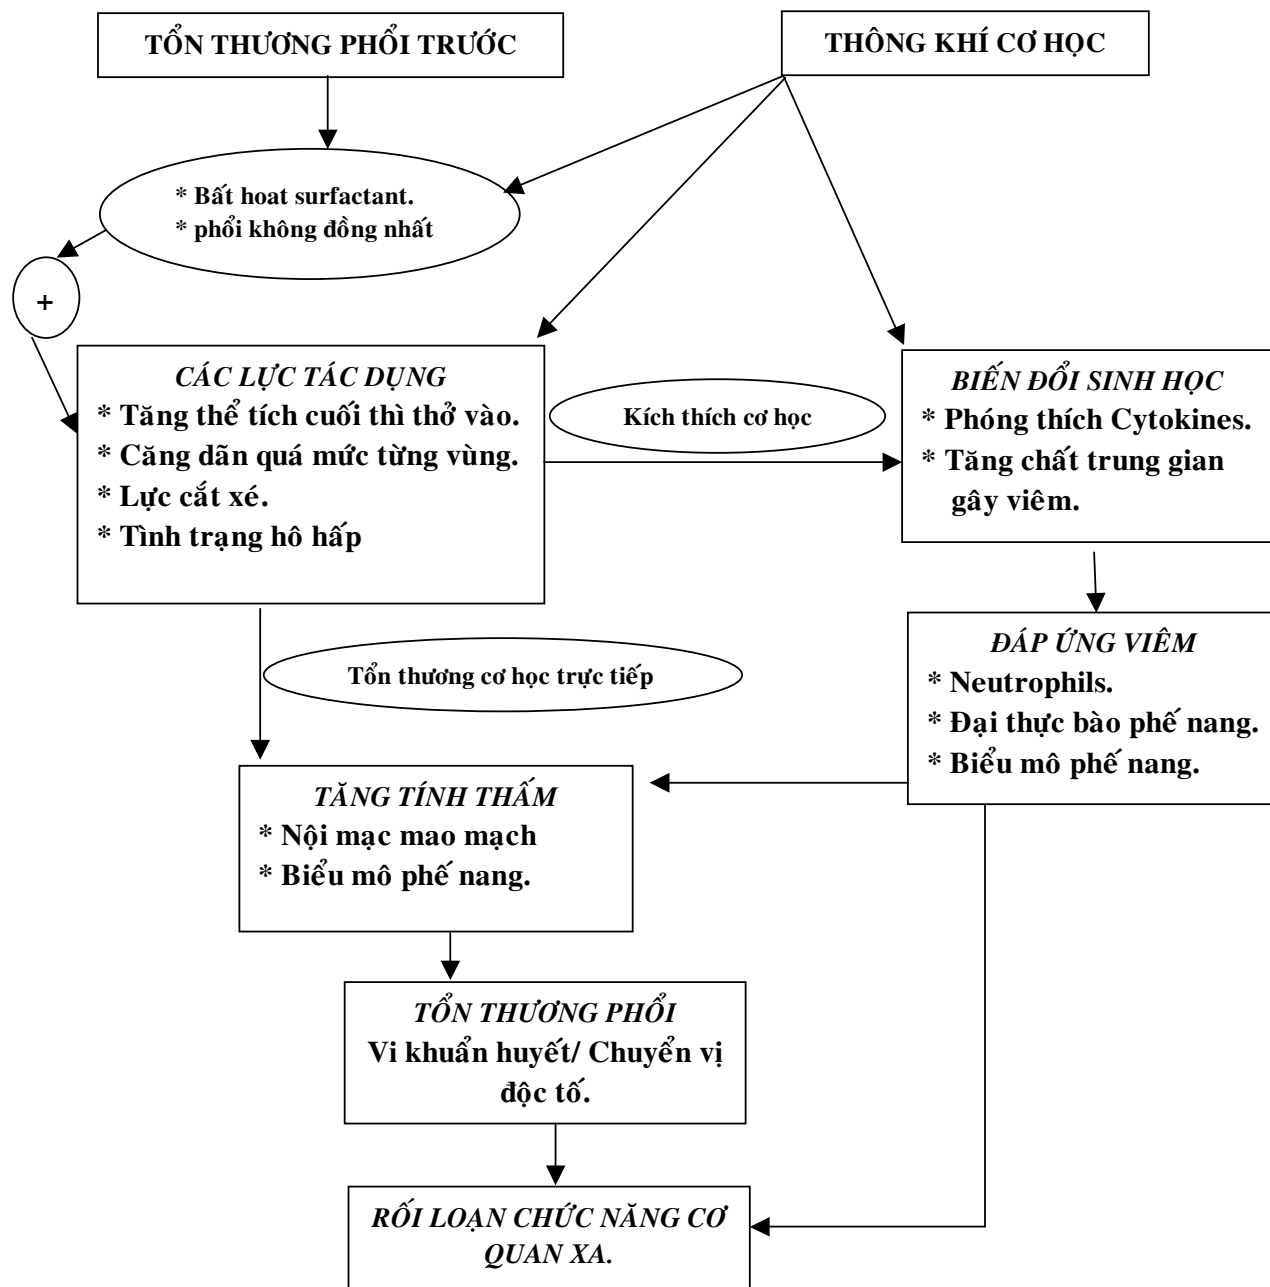 TỔN THƯƠNG PHỔI TRƯỚC
THÔNG KHÍ CƠ HỌC
* Bất hoat surfactant.
* phổi không đồng nhất
+
CÁC LỰC TÁC DỤNG
* Tăng thể tích cuối thì thở vào.
* Căng dãn quá mức từng vùng.
* Lực cắt xé.
* Tình trạng hô hấp
Kích thích cơ học
BIẾN ĐỔI SINH HỌC
* Phóng thích Cytokines.
* Tăng chất trung gian
gây viêm.
Tổn thương cơ học trực tiếp
ĐÁP ỨNG VIÊM
* Neutrophils.
* Đại thực bào phế nang.
* Biểu mô phế nang.
TĂNG TÍNH THẤM
* Nội mạc mao mạch
* Biểu mô phế nang.
TỔN THƯƠNG PHỔI
Vi khuẩn huyết/ Chuyển vị
độc tố.
RỐI LOẠN CHỨC NĂNG CƠ
QUAN XA.